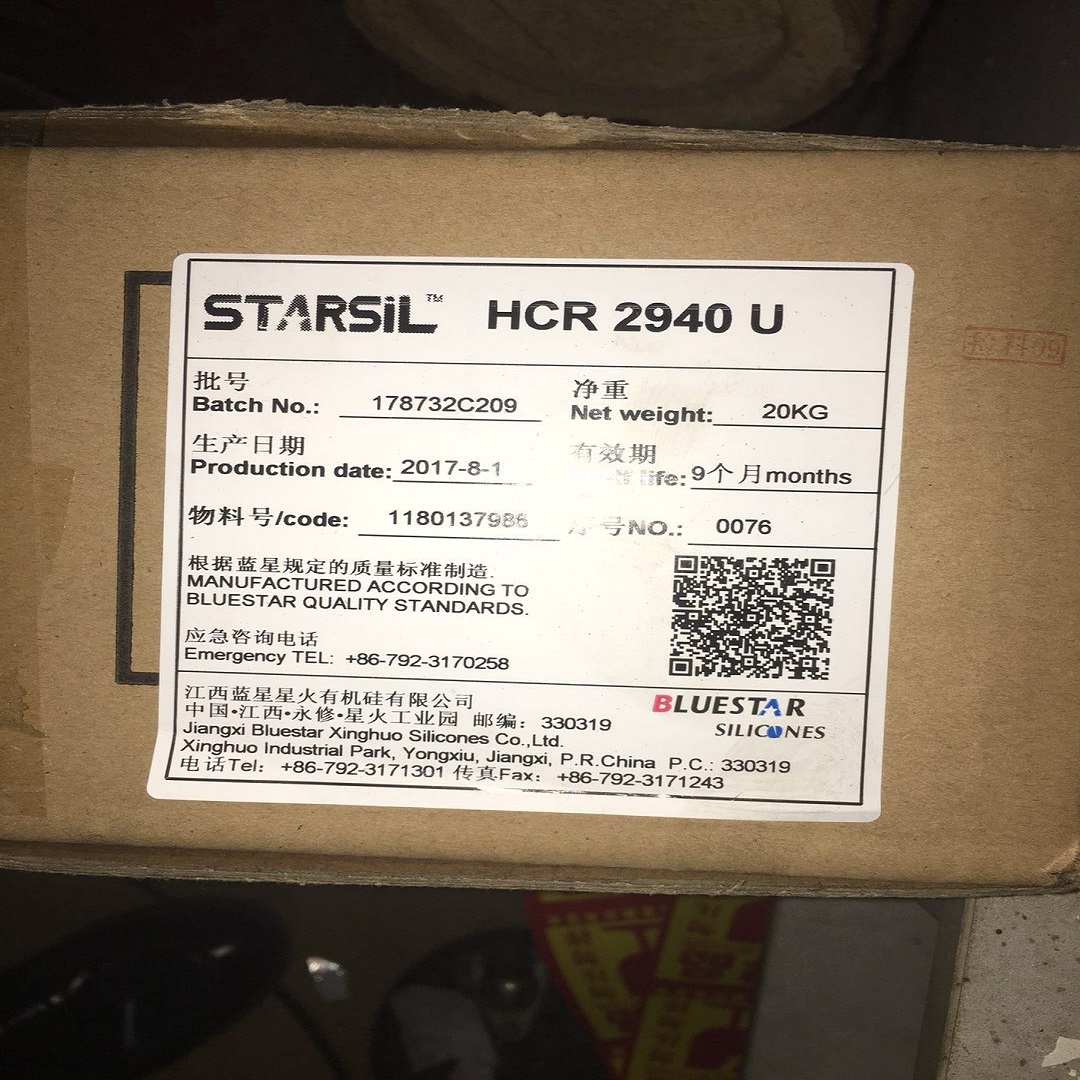 STARSiL™ HCR 2940 U
批号 净重
Batch No.: 178732C209 Net weight: 20KG
生产日期 有效期
Production date: 2017-8-1 life: 9个月months
物料号/code: 1180137986 序号NO.: 0076
根据蓝星规定的质量标准制造.
MANUFACTURED ACCORDING TO
BLUESTAR QUALITY STANDARDS.
应急咨询电话
Emergency TEL: +86-792-3170258
江西蓝星星火有机硅有限公司
中国·江西·永修·星火工业园 邮编：330319
Jiangxi Bluestar Xinghuo Silicones Co.,Ltd.
Xinghuo Industrial Park, Yongxiu, Jiangxi, P.R.China P.C.: 330319
电话Tel： +86-792-3171301 传真Fax： +86-792-3171243
BLUESTAR
SILICONES